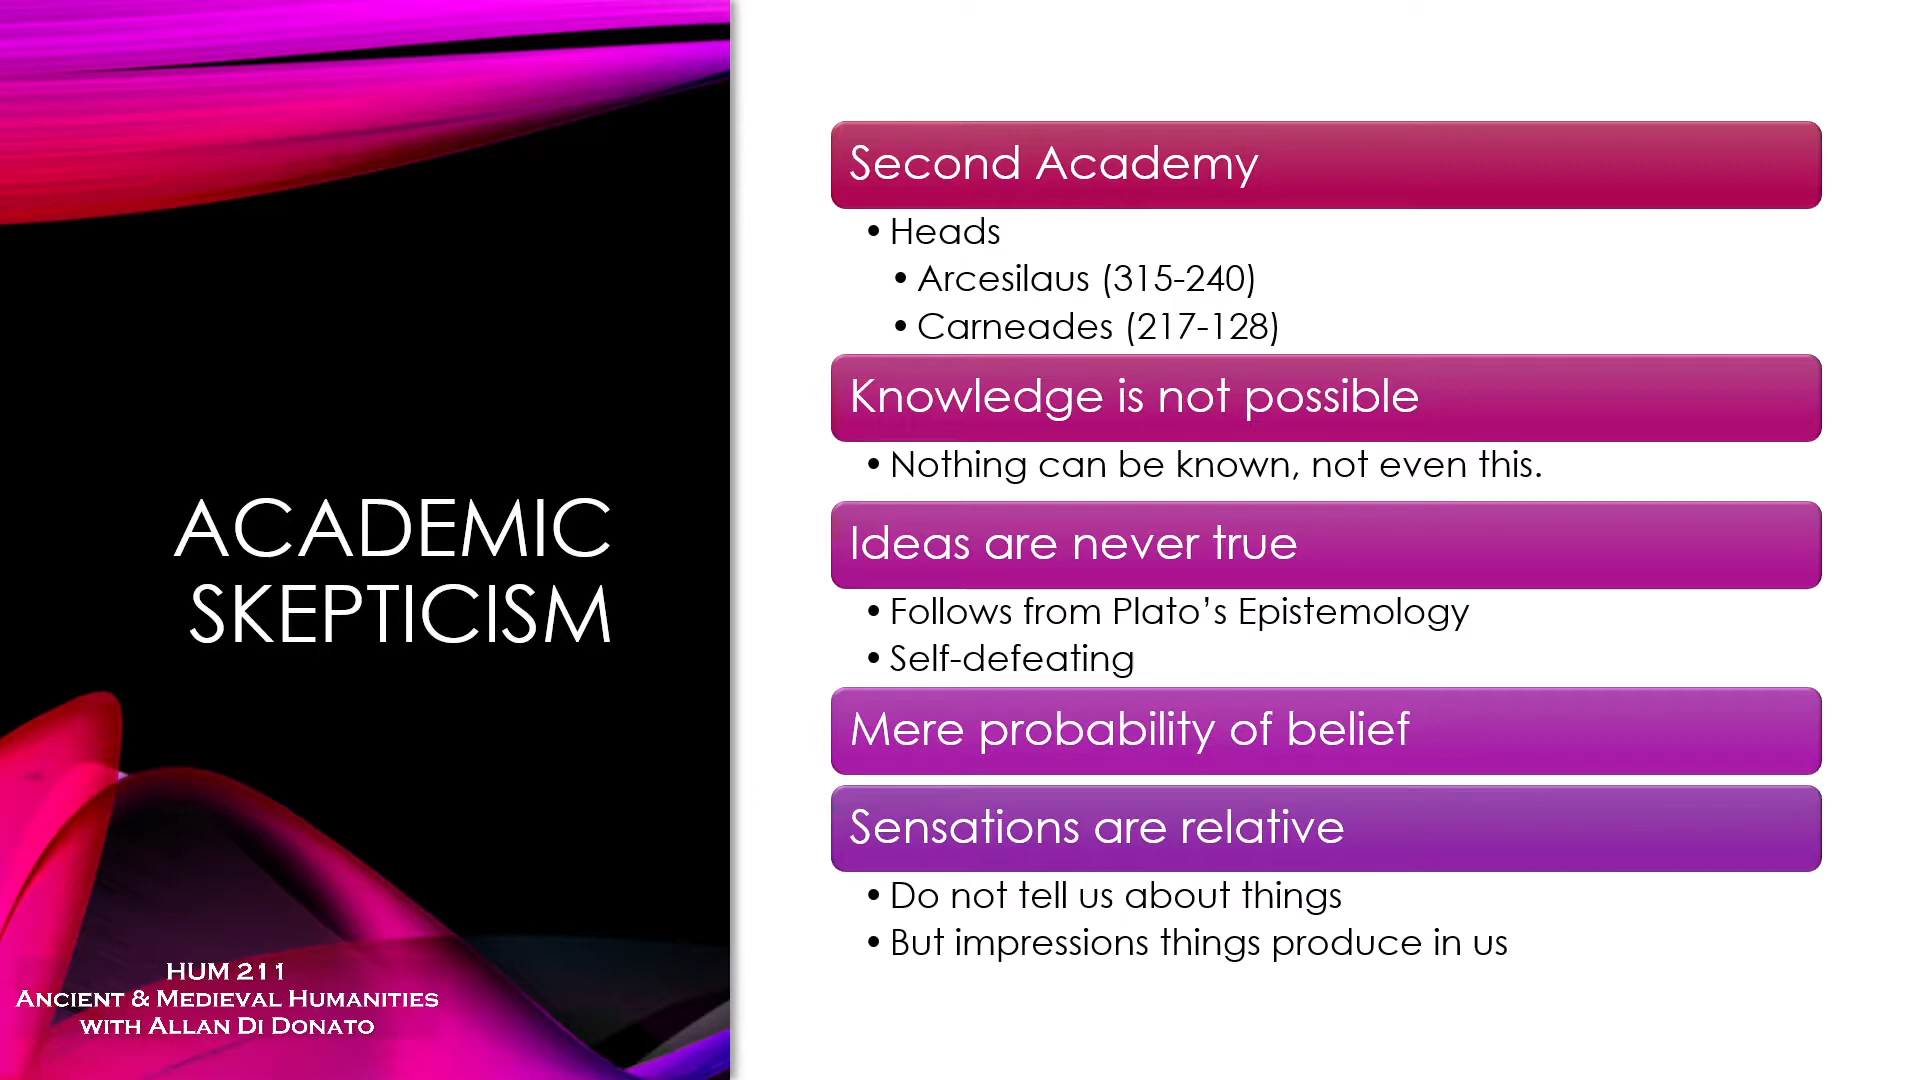 ACADEMIC
SKEPTICISM
HUM 211
ANCIENT & MEDIEVAL HUMANITIES
WITH ALLAN DI DONATO
Second Academy
• Heads
• Arcesilaus (315-240)
• Carneades (217-128)
Knowledge is not possible
• Nothing can be known, not even this.
Ideas are never true
• Follows from Plato’s Epistemology
• Self-defeating
Mere probability of belief
Sensations are relative
• Do not tell us about things
• But impressions things produce in us